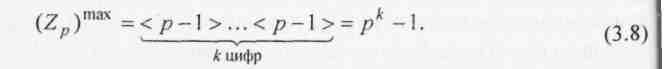 (Z_p)^max = < p − 1 > ... < p − 1 > = p^k − 1. (3.8)
k цифр